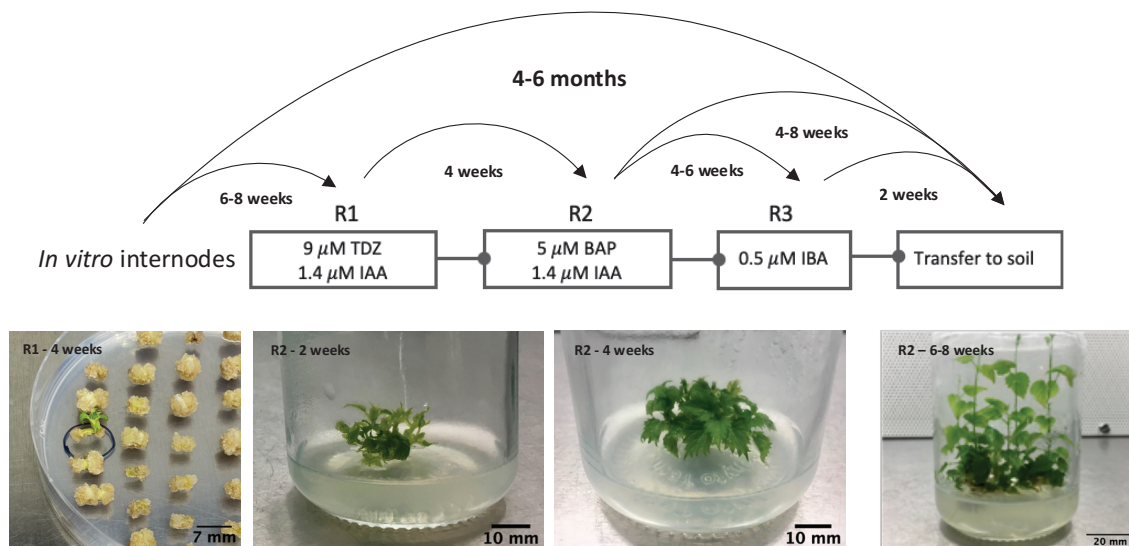 4-6 months
4-8 weeks
4 weeks
4-6 weeks
6-8 weeks
2 weeks
R1
R2
R3
In vitro internodes
9 μM TDZ
1.4 μM IAA
5 μM BAP
1.4 μM IAA
0.5 μM IBA
Transfer to soil
R1 - 4 weeks
7 mm
R2 - 2 weeks
10 mm
R2 - 4 weeks
10 mm
R2 – 6-8 weeks
20 mm